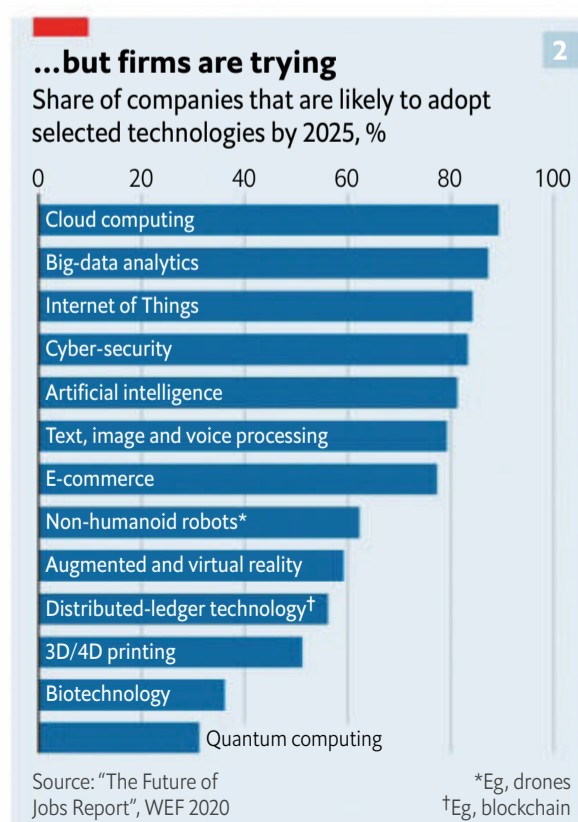 2
...but firms are trying
Share of companies that are likely to adopt
selected technologies by 2025, %
0 20 40 60 80 100
Cloud computing
Big-data analytics
Internet of Things
Cyber-security
Artificial intelligence
Text, image and voice processing
E-commerce
Non-humanoid robots*
Augmented and virtual reality
Distributed-ledger technology†
3D/4D printing
Biotechnology
Quantum computing
Source: “The Future of
Jobs Report”, WEF 2020
*Eg, drones
†Eg, blockchain